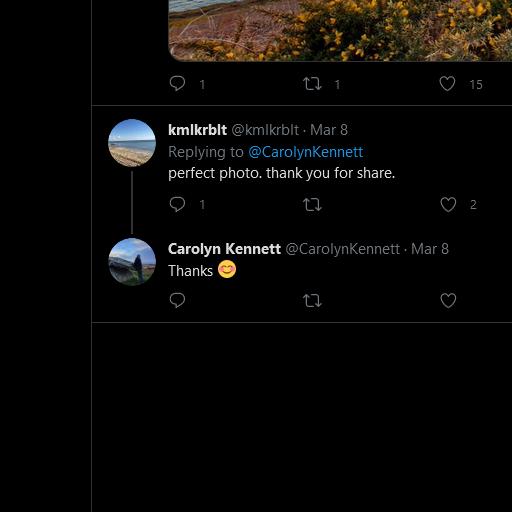 1 1 15
kmlkrblt @kmlkrblt · Mar 8
Replying to @CarolynKennett
perfect photo. thank you for share.
1 2
Carolyn Kennett @CarolynKennett · Mar 8
Thanks 😊